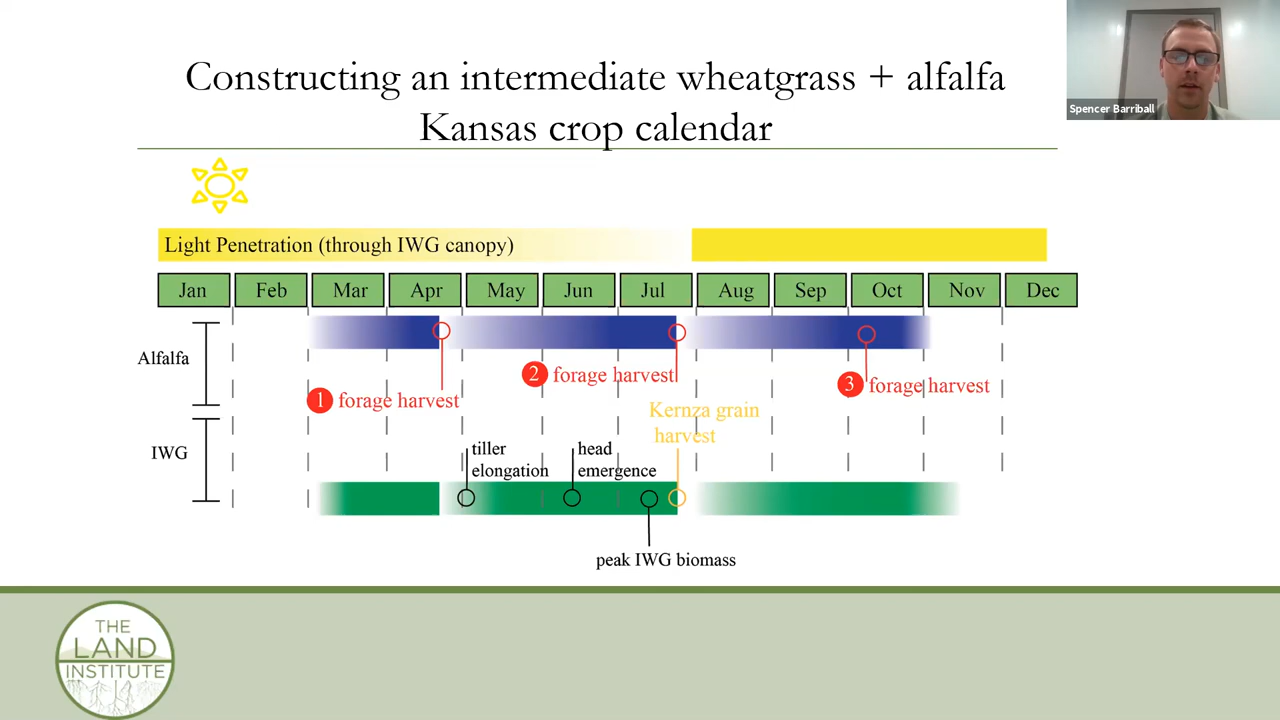 Constructing an intermediate wheatgrass + alfalfa
Kansas crop calendar
Spencer Barriball
Light Penetration (through IWG canopy)
Jan Feb Mar Apr May Jun Jul Aug Sep Oct Nov Dec
Alfalfa
1 forage harvest
2 forage harvest
3 forage harvest
Kernza grain
harvest
IWG
tiller
elongation
head
emergence
peak IWG biomass
THE
LAND
INSTITUTE